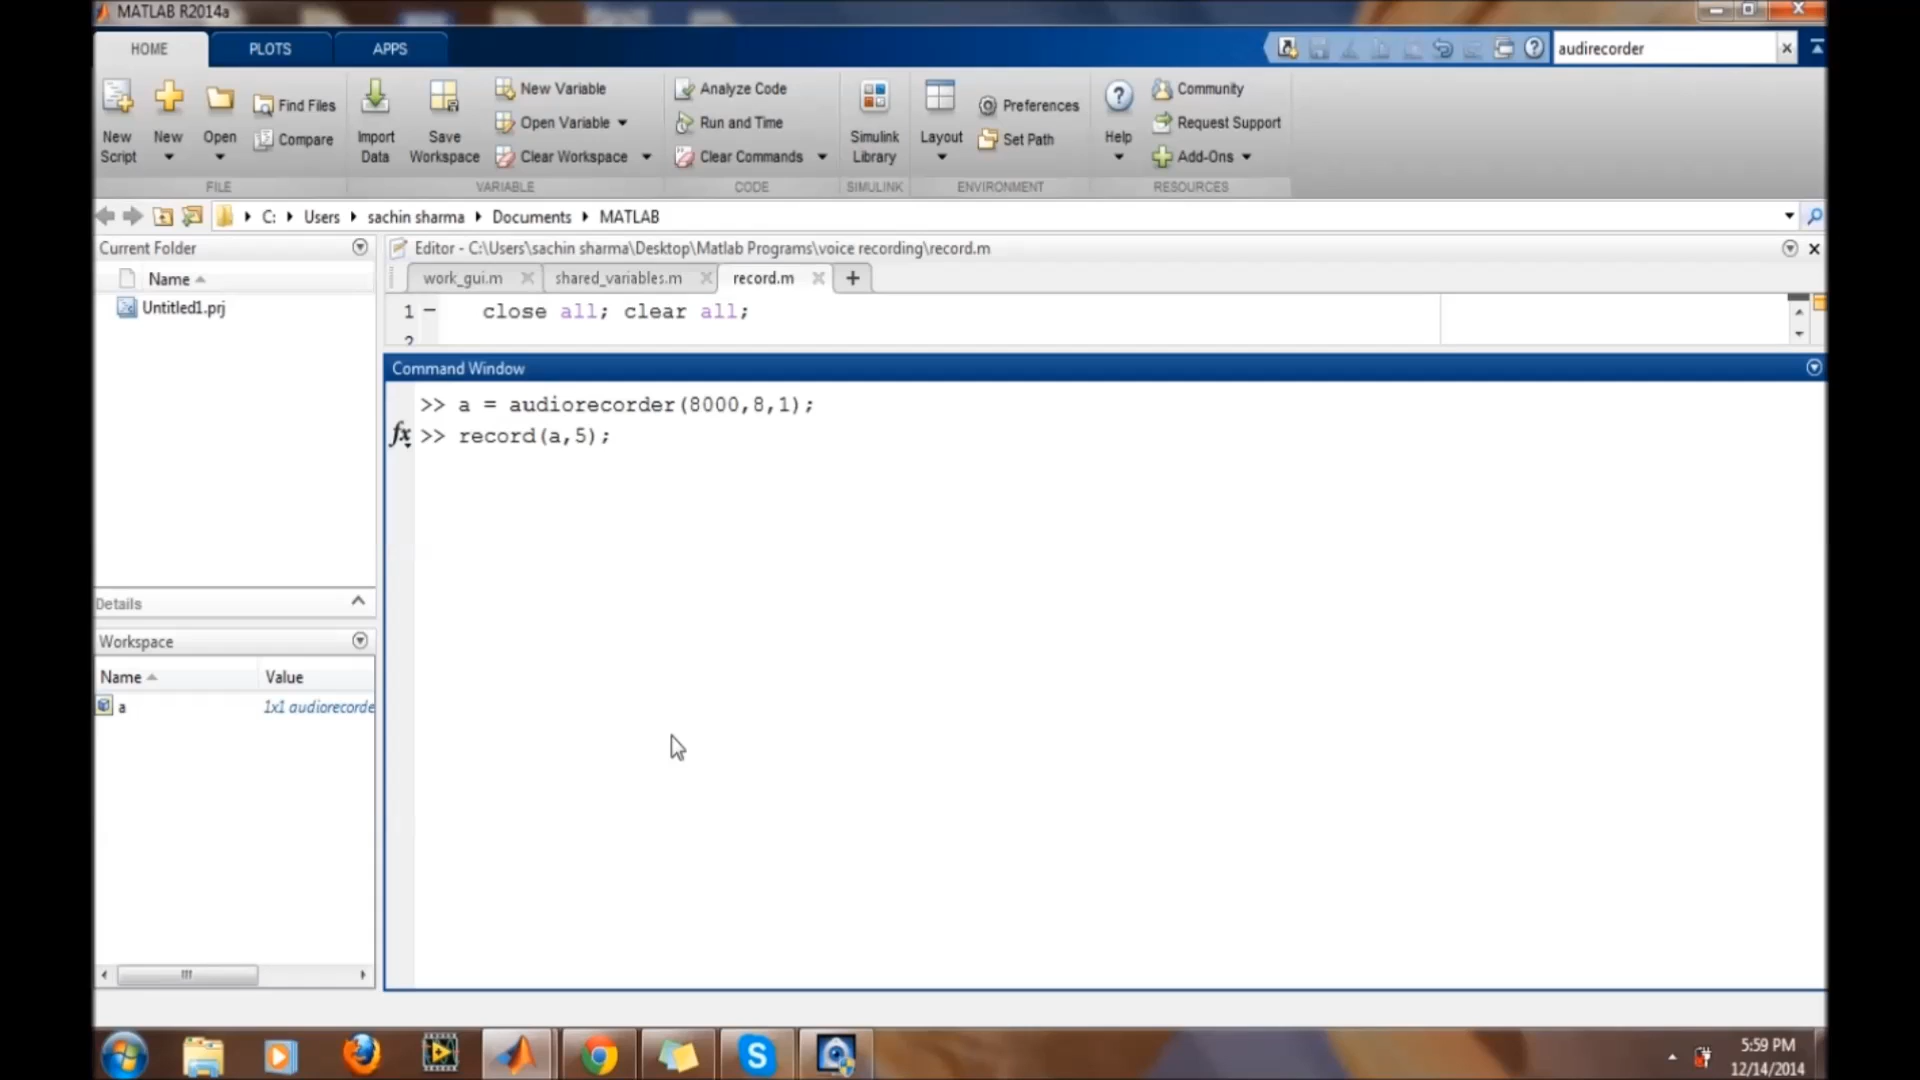 MATLAB R2014a
HOME PLOTS APPS
audirecorder
New Script
New
Open
Find Files
Compare
Import Data
Save Workspace
New Variable
Open Variable
Clear Workspace
Analyze Code
Run and Time
Clear Commands
Simulink Library
Layout
Preferences
Set Path
Help
Community
Request Support
Add-Ons
FILE VARIABLE CODE SIMULINK ENVIRONMENT RESOURCES
C: Users sachin sharma Documents MATLAB
Current Folder
Name
Untitled1.prj
Details
Workspace
Name Value
a 1x1 audiorecorde
Editor - C:\Users\sachin sharma\Desktop\Matlab Programs\voice recording\record.m
work_gui.m shared_variables.m record.m
1 close all; clear all;
2
Command Window
>> a = audiorecorder(8000,8,1);
fx >> record(a,5);
5:59 PM
12/14/2014